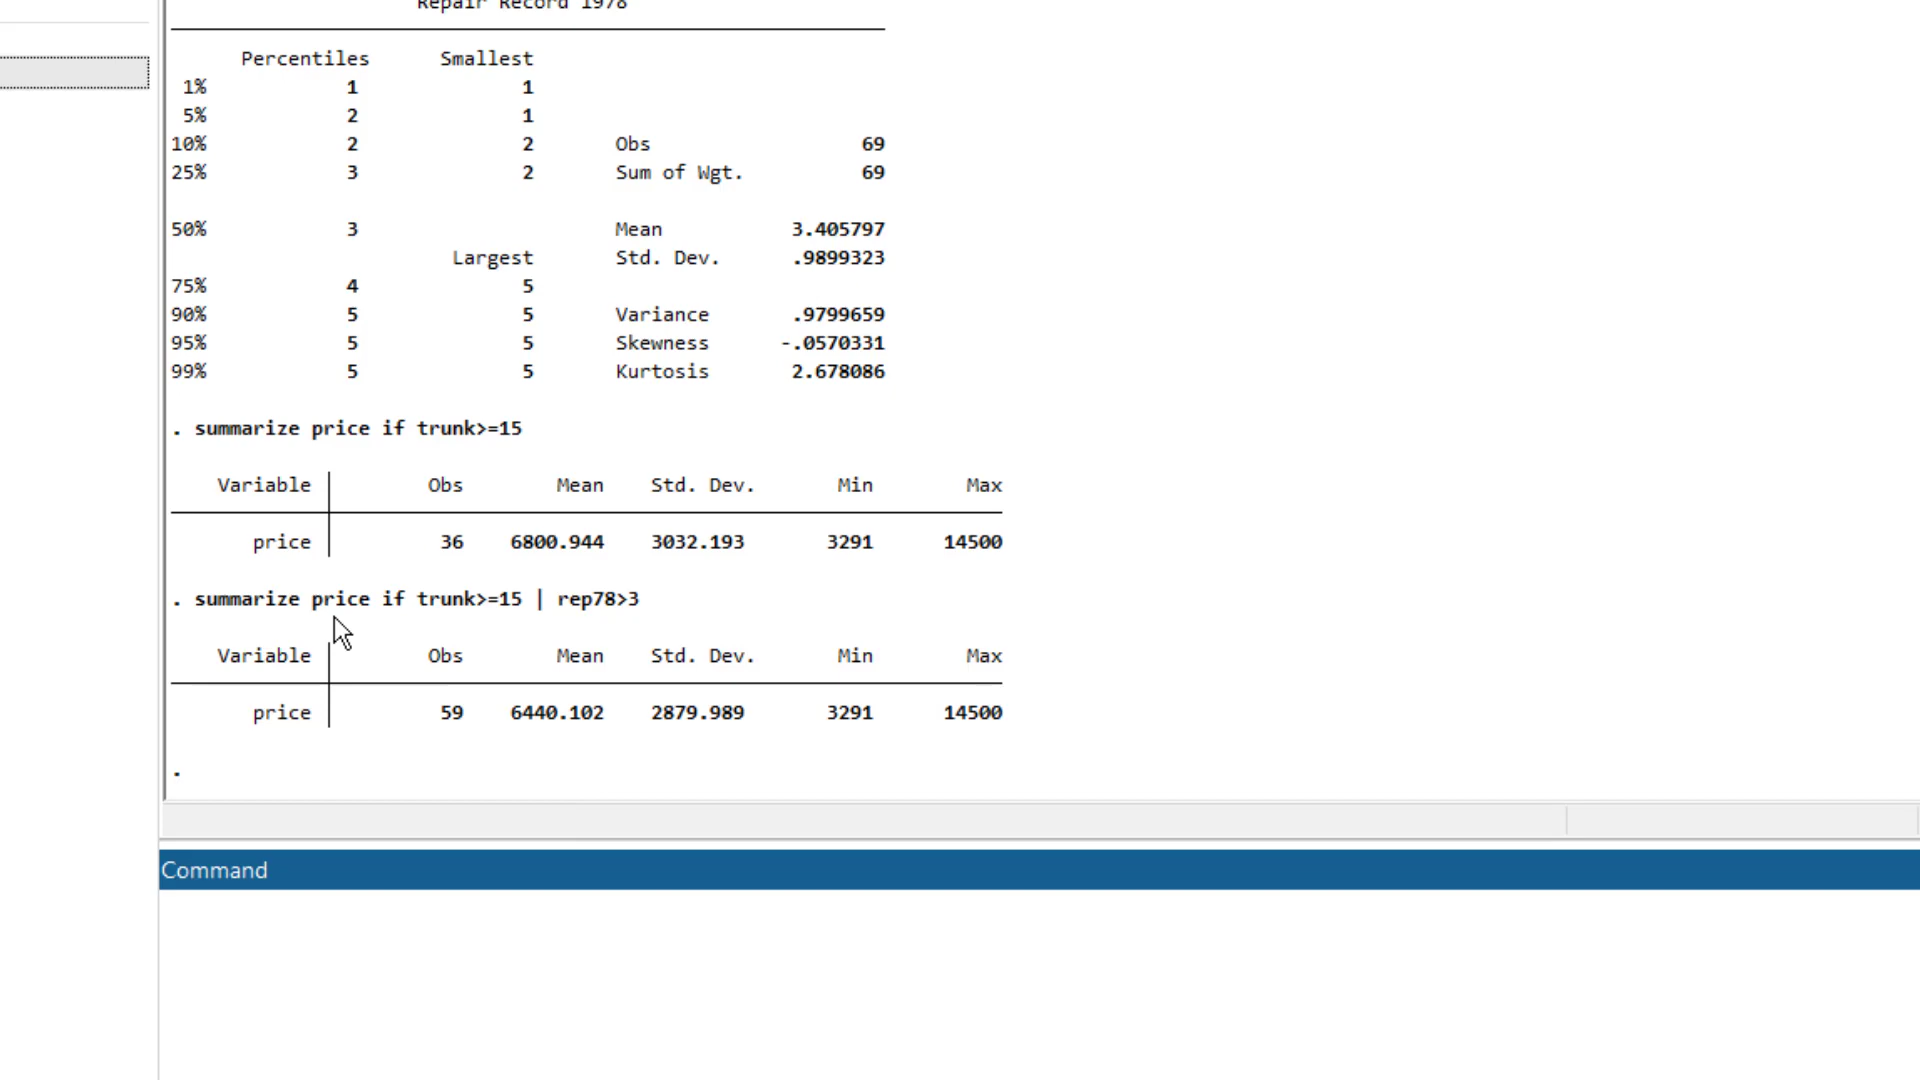 Repair Record 1978
Percentiles Smallest
1% 1 1
5% 2 1
10% 2 2 Obs 69
25% 3 2 Sum of Wgt. 69
50% 3 Mean 3.405797
Largest Std. Dev. .9899323
75% 4 5
90% 5 5 Variance .9799659
95% 5 5 Skewness -.0570331
99% 5 5 Kurtosis 2.678086
. summarize price if trunk>=15
Variable Obs Mean Std. Dev. Min Max
price 36 6800.944 3032.193 3291 14500
. summarize price if trunk>=15 | rep78>3
Variable Obs Mean Std. Dev. Min Max
price 59 6440.102 2879.989 3291 14500
.
Command